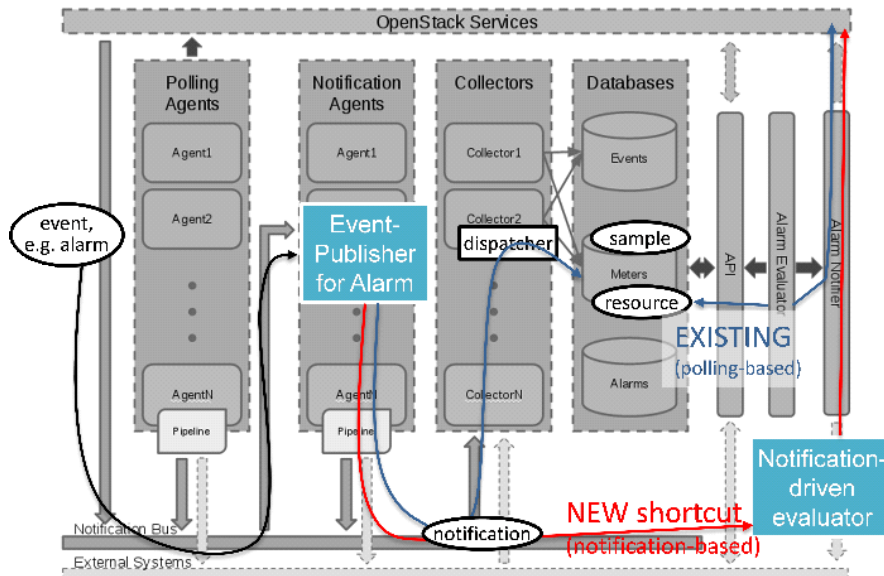 OpenStack Services
Polling
Agents
Notification
Agents
Collectors
Databases
Agent1
Agent1
Collector1
Events
event,
e.g. alarm
Agent2
Event-
Publisher
for Alarm
Collector2
dispatcher
sample
Meters
resource
API
Alarm Evaluator
Alarm Notifier
EXISTING
(polling-based)
AgentN
AgentN
CollectorN
Alarms
Pipeline
Pipeline
Notification-
driven
evaluator
NEW shortcut
(notification-based)
Notification Bus
notification
External Systems